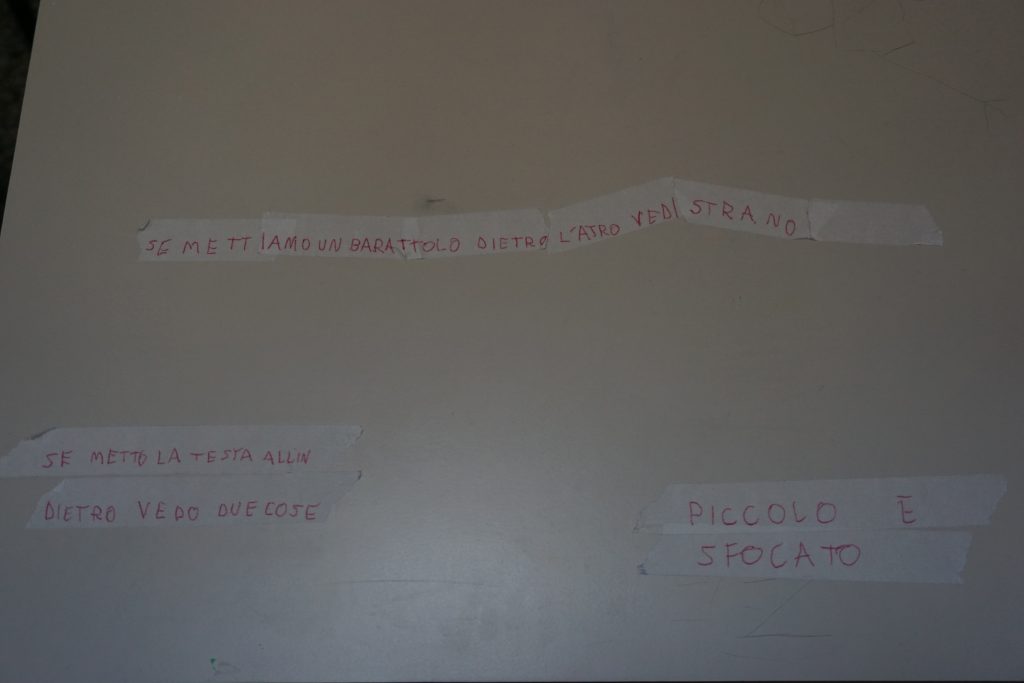 SE METTIAMO UN BARATTOLO DIETRO L'ATRO VEDI STRANO
SE METTO LA TESTA ALLIN
DIETRO VEDO DUE COSE
PICCOLO E
SFOCATO